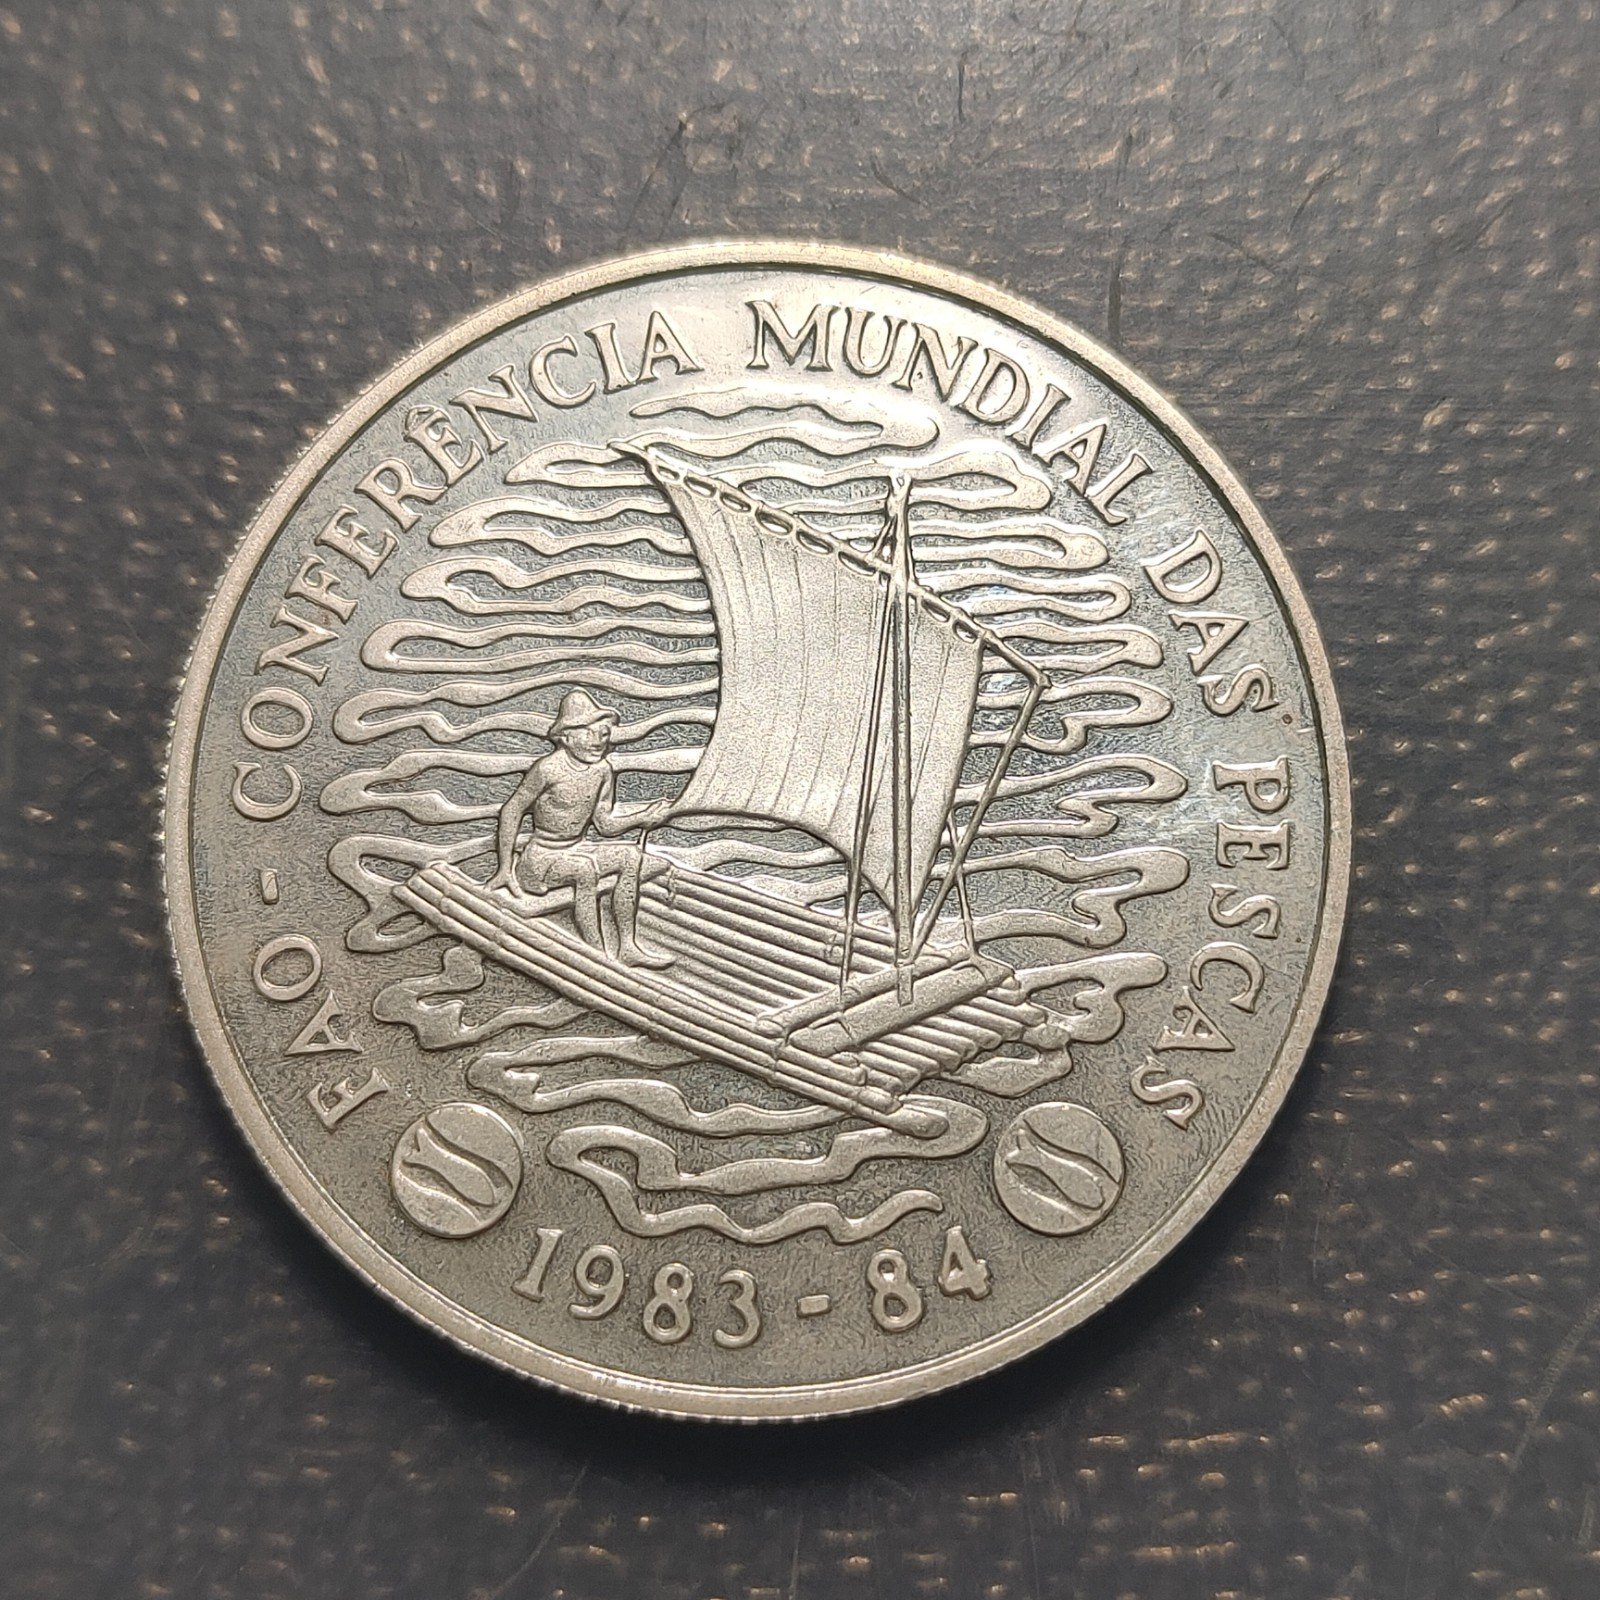 FAO - CONFERÊNCIA MUNDIAL DAS PESCAS
1983 - 84